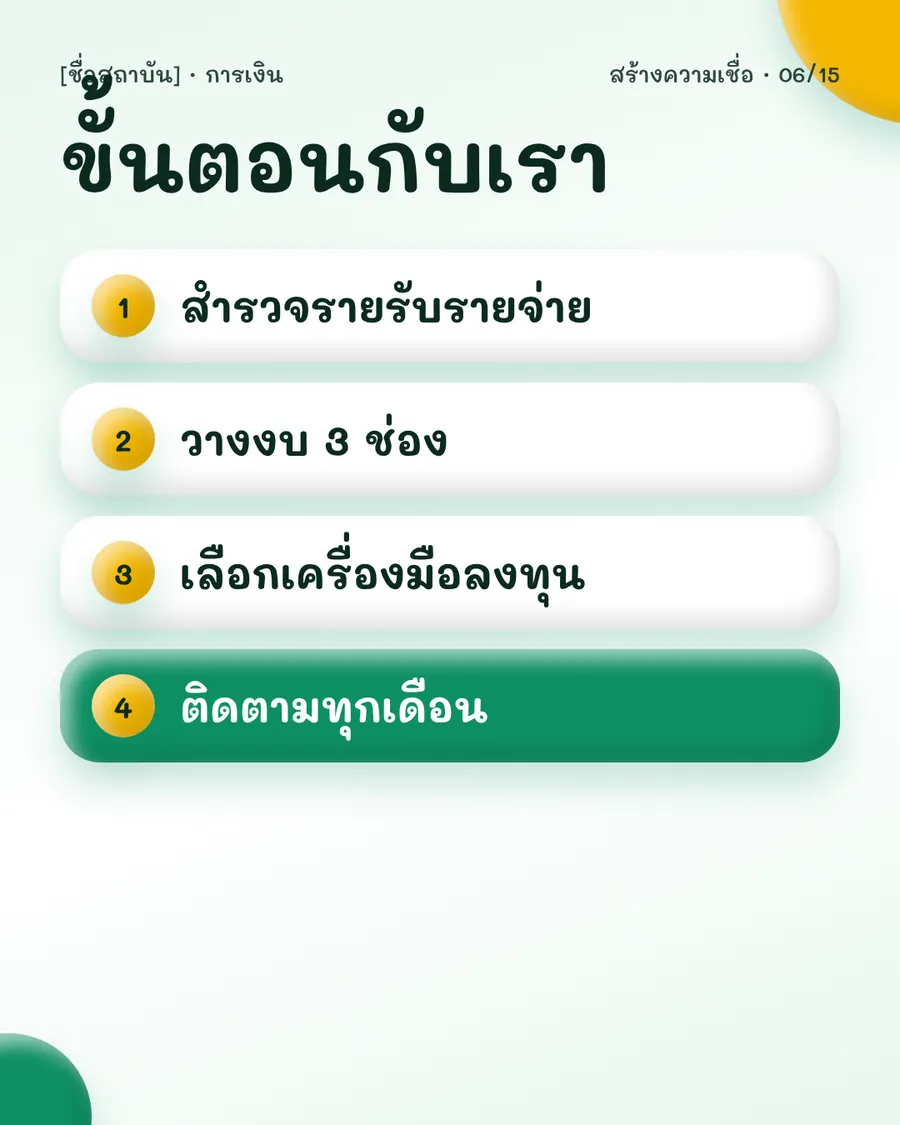 [ชื่อสถาบัน] · การเงิน
สร้างความเชื่อ · 06/15
ขั้นตอนกับเรา
1 สำรวจรายรับรายจ่าย
2 วางงบ 3 ช่อง
3 เลือกเครื่องมือลงทุน
4 ติดตามทุกเดือน